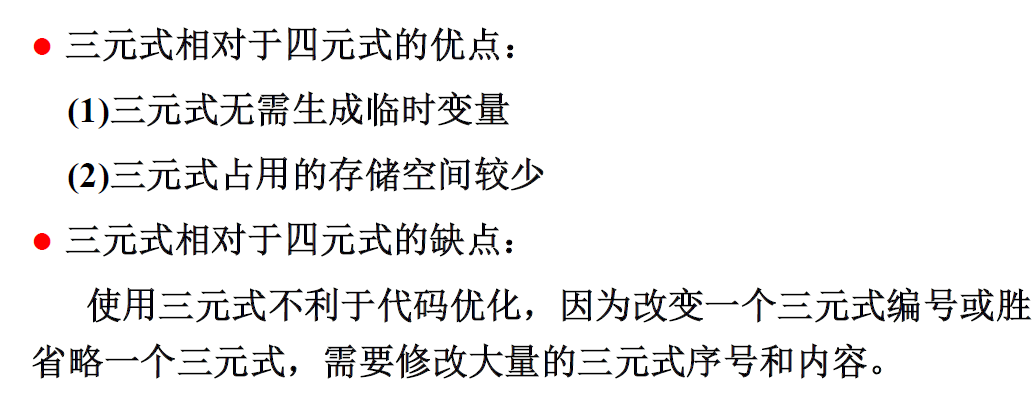 ● 三元式相对于四元式的优点：
(1)三元式无需生成临时变量
(2)三元式占用的存储空间较少
● 三元式相对于四元式的缺点：
使用三元式不利于代码优化，因为改变一个三元式编号或胜
省略一个三元式，需要修改大量的三元式序号和内容。